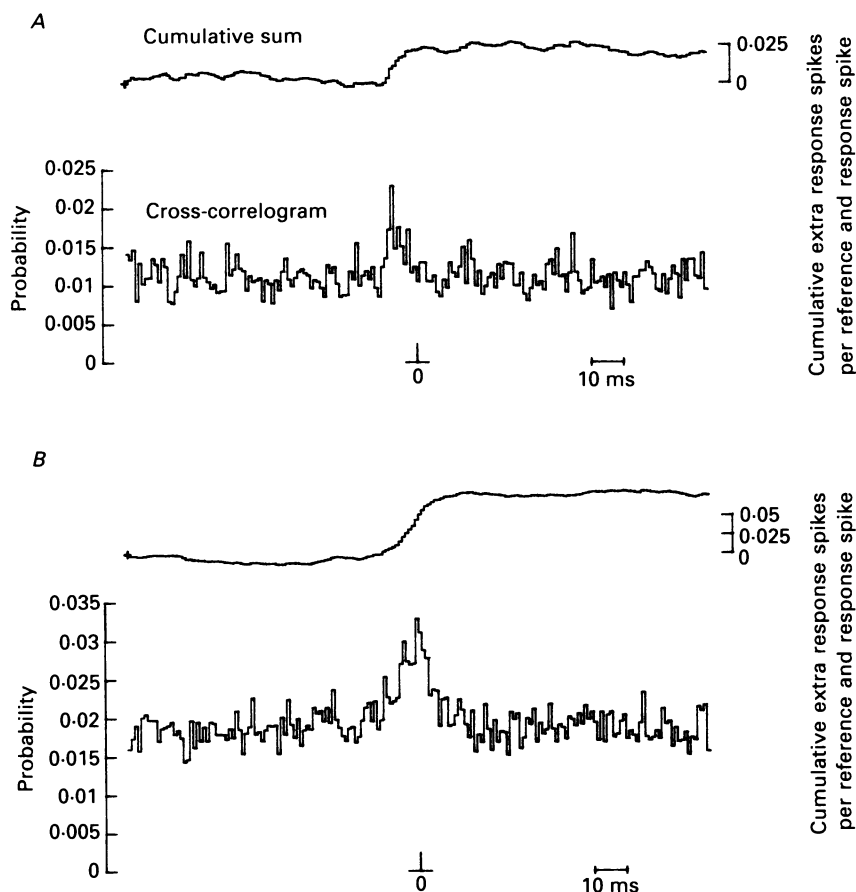 A
Cumulative sum
0·025
0
Cumulative extra response spikes
per reference and response spike
0·025
0·02
0·015
0·01
0·005
0
Probability
Cross-correlogram
0
10 ms
B
0·05
0·025
0
Cumulative extra response spikes
per reference and response spike
0·035
0·03
0·025
0·02
0·015
0·01
0·005
0
Probability
0
10 ms